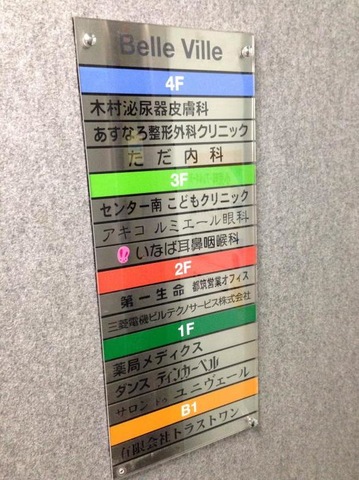 Belle Ville
4F
木村泌尿器皮膚科
あすなろ整形外科クリニック
ただ内科
3F
センター南 こどもクリニック
アキコ ルミエール眼科
いなば耳鼻咽喉科
2F
第一生命 都筑営業オフィス
三菱電機ビルテクノサービス株式会社
1F
薬局メディクス
ダンス ティンカーベル
サロン ドゥ ユニヴェール
B1
有限会社トラストワン